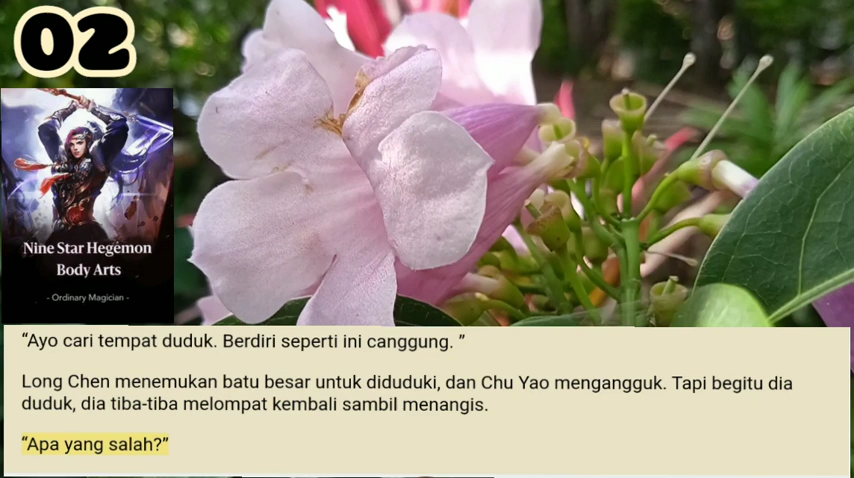 02
Nine Star Hegemon
Body Arts
- Ordinary Magician -
“Ayo cari tempat duduk. Berdiri seperti ini canggung. ”
Long Chen menemukan batu besar untuk diduduki, dan Chu Yao mengangguk. Tapi begitu dia
duduk, dia tiba-tiba melompat kembali sambil menangis.
“Apa yang salah?”